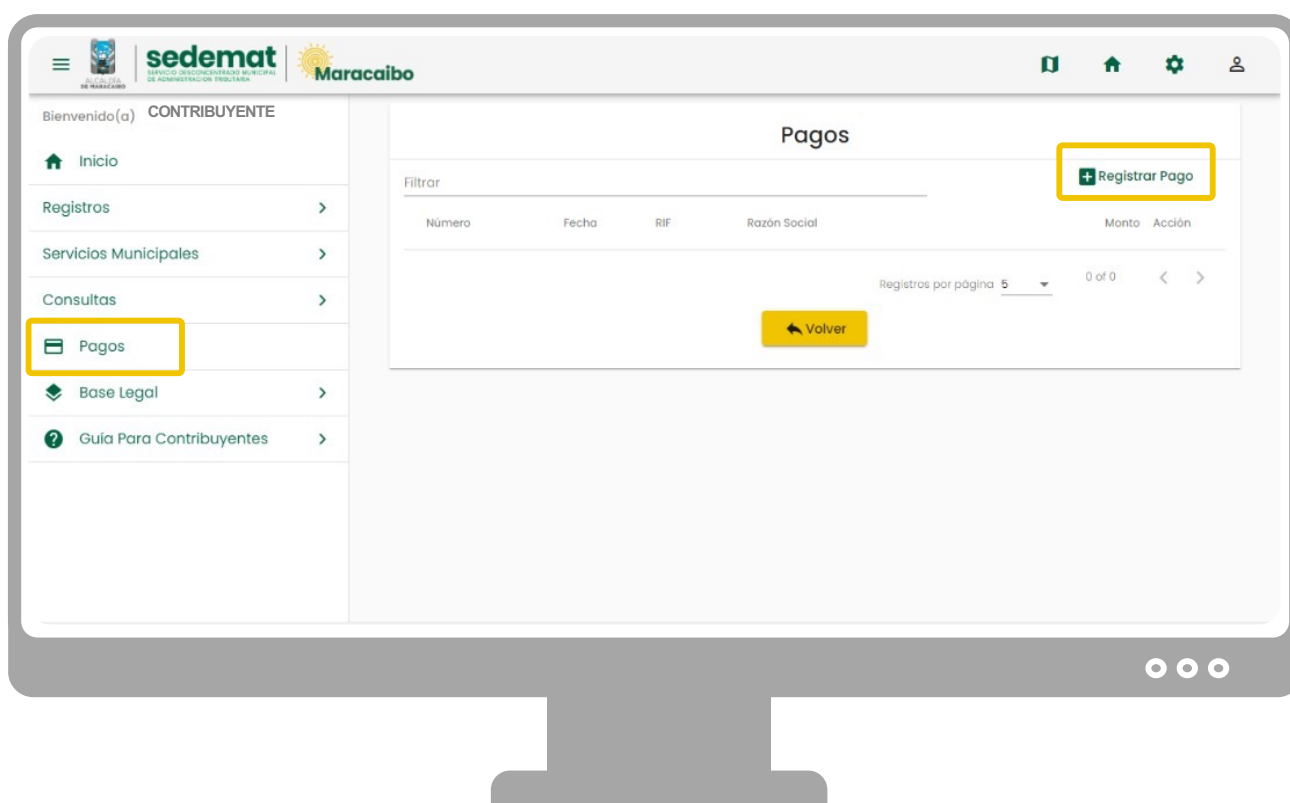 ALCALDÍA
DE MARACAIBO
sedemat
SERVICIO DESCONCENTRADO MUNICIPAL
DE ADMINISTRACIÓN TRIBUTARIA
Maracaibo
Bienvenido(a) CONTRIBUYENTE
Inicio
Registros
Servicios Municipales
Consultas
Pagos
Base Legal
Guía Para Contribuyentes
Pagos
Filtrar
Registrar Pago
Número Fecha RIF Razón Social Monto Acción
Registros por página 5 0 of 0
Volver